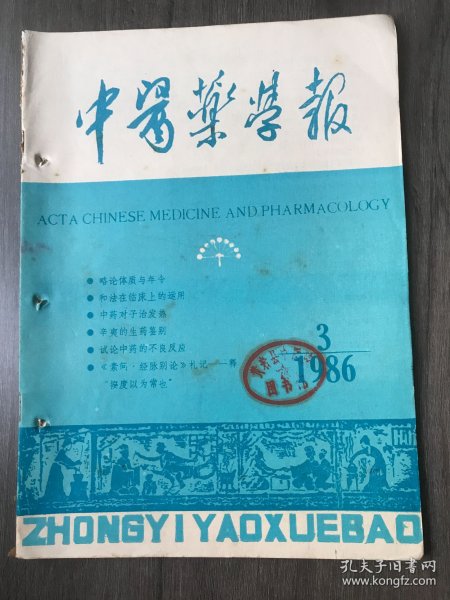 中医药学报
ACTA CHINESE MEDICINE AND PHARMACOLOGY
● 略论体质与年令
● 和法在临床上的运用
● 中药对子治发热
● 辛夷的生药鉴别
● 试论中药的不良反应
● 《素问·经脉别论》札记——释
“揆度以为常也”
3
1986
图书
ZHONGYIYAOXUEBAO
孔夫子旧书网
www.kongfz.com